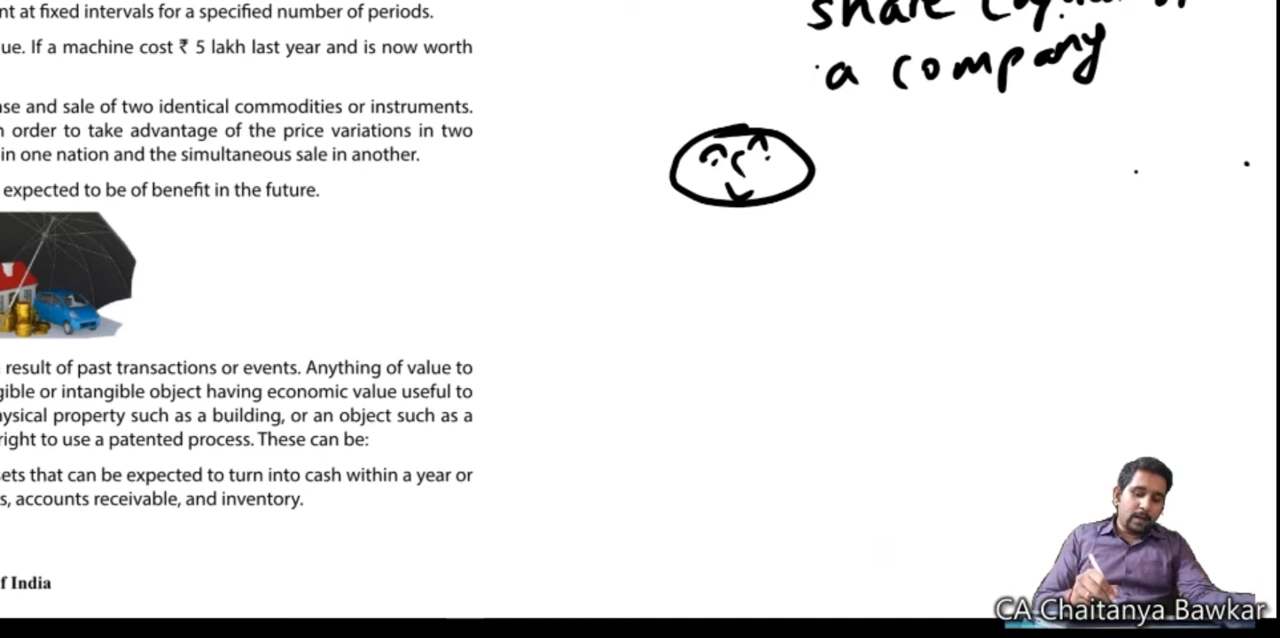 nt at fixed intervals for a specified number of periods.
ue. If a machine cost ₹ 5 lakh last year and is now worth
ase and sale of two identical commodities or instruments.
n order to take advantage of the price variations in two
in one nation and the simultaneous sale in another.
expected to be of benefit in the future.
result of past transactions or events. Anything of value to
gible or intangible object having economic value useful to
hysical property such as a building, or an object such as a
right to use a patented process. These can be:
sets that can be expected to turn into cash within a year or
s, accounts receivable, and inventory.
f India
share
a company
CA Chaitanya Bawkar